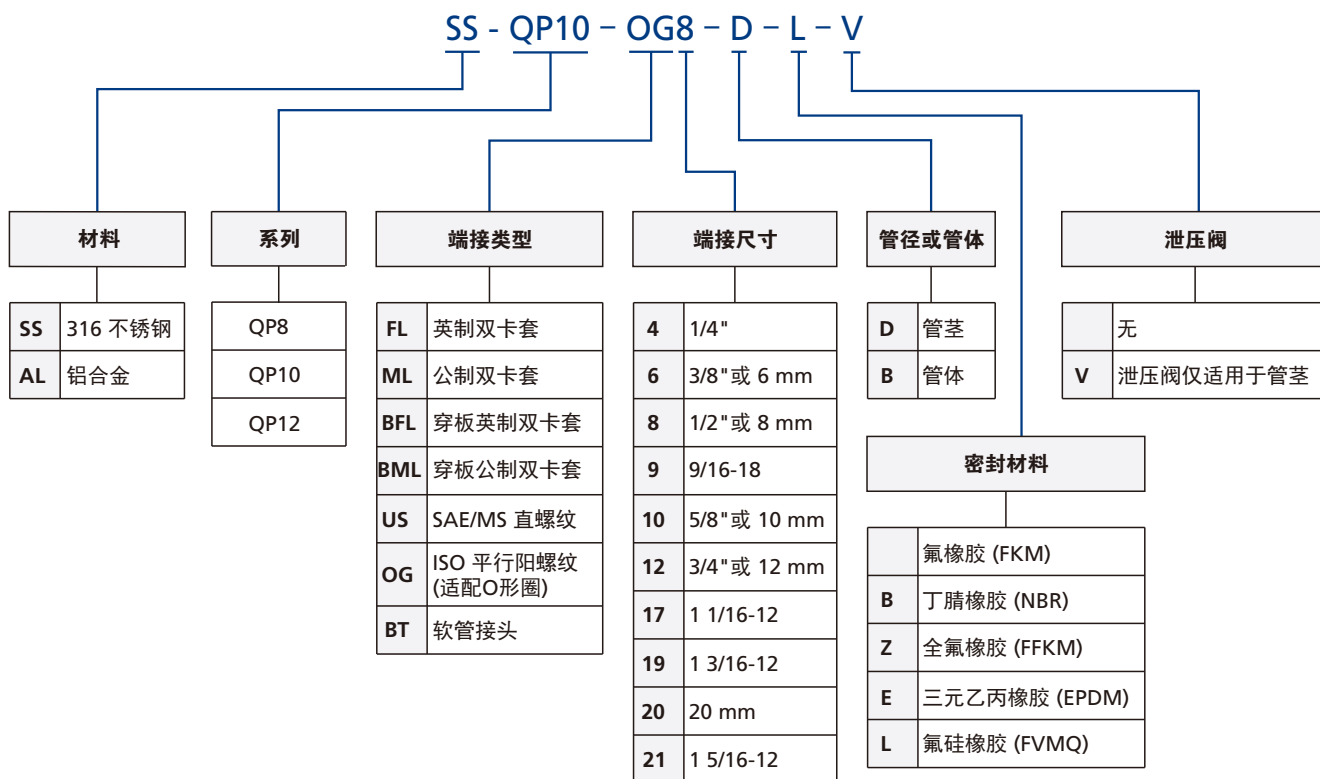 SS - QP10 – OG8 – D – L – V
材料
SS 316 不锈钢
AL 铝合金
系列
QP8
QP10
QP12
端接类型
FL 英制双卡套
ML 公制双卡套
BFL 穿板英制双卡套
BML 穿板公制双卡套
US SAE/MS 直螺纹
OG ISO 平行阳螺纹
(适配O形圈)
BT 软管接头
端接尺寸
4 1/4"
6 3/8"或 6 mm
8 1/2"或 8 mm
9 9/16-18
10 5/8"或 10 mm
12 3/4"或 12 mm
17 1 1/16-12
19 1 3/16-12
20 20 mm
21 1 5/16-12
管径或管体
D 管茎
B 管体
密封材料
氟橡胶 (FKM)
B 丁腈橡胶 (NBR)
Z 全氟橡胶 (FFKM)
E 三元乙丙橡胶 (EPDM)
L 氟硅橡胶 (FVMQ)
泄压阀
无
V 泄压阀仅适用于管茎